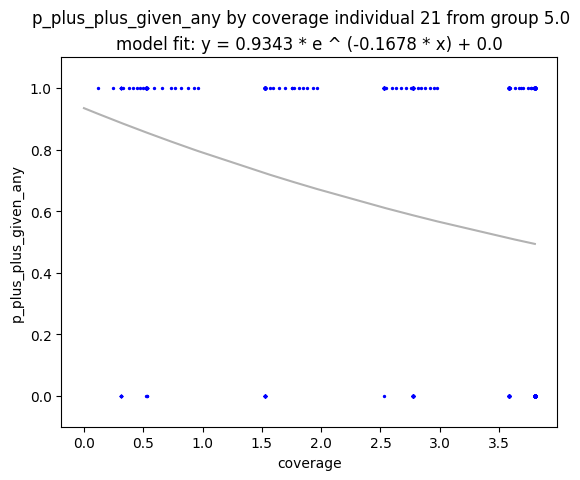 p_plus_plus_given_any by coverage individual 21 from group 5.0
model fit: y = 0.9343 * e ^ (-0.1678 * x) + 0.0
p_plus_plus_given_any
1.0
0.8
0.6
0.4
0.2
0.0
0.0 0.5 1.0 1.5 2.0 2.5 3.0 3.5
coverage